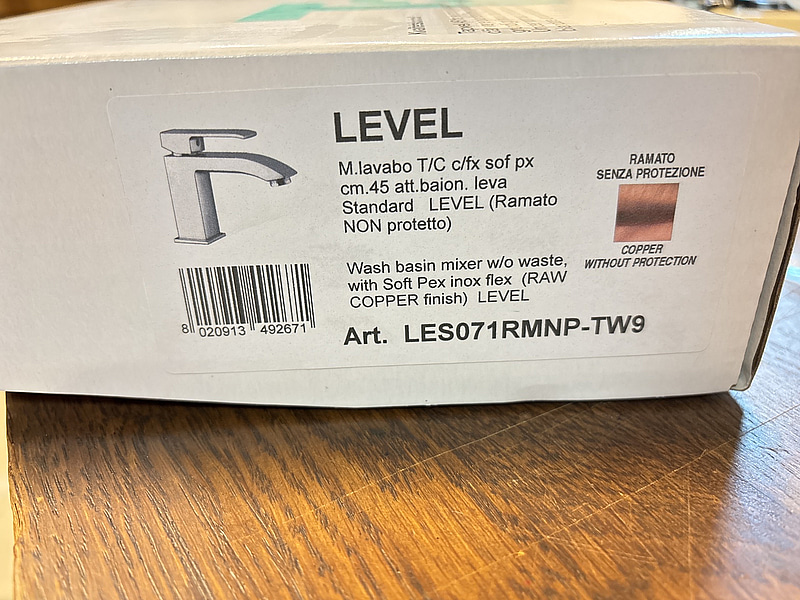 LEVEL
M.lavabo T/C c/fx sof px
cm.45 att.baion. leva
Standard LEVEL (Ramato
NON protetto)
Wash basin mixer w/o waste,
with Soft Pex inox flex (RAW
COPPER finish) LEVEL
Art. LES071RMNP-TW9
8 020913 492671
RAMATO
SENZA PROTEZIONE
COPPER
WITHOUT PROTECTION